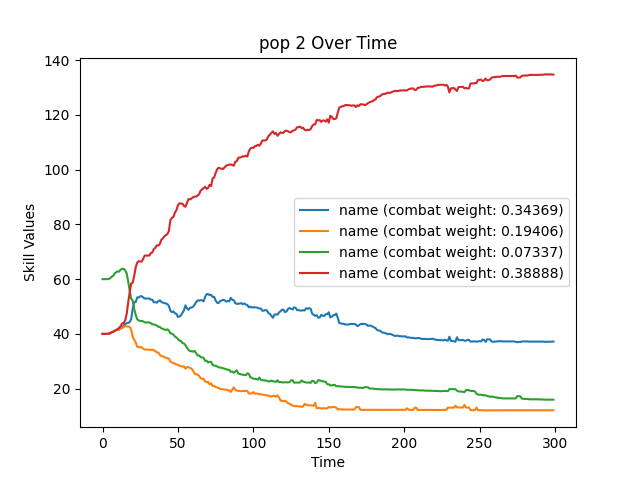 pop 2 Over Time
140
120
100
80
60
40
20
Skill Values
name (combat weight: 0.34369)
name (combat weight: 0.19406)
name (combat weight: 0.07337)
name (combat weight: 0.38888)
0 50 100 150 200 250 300
Time